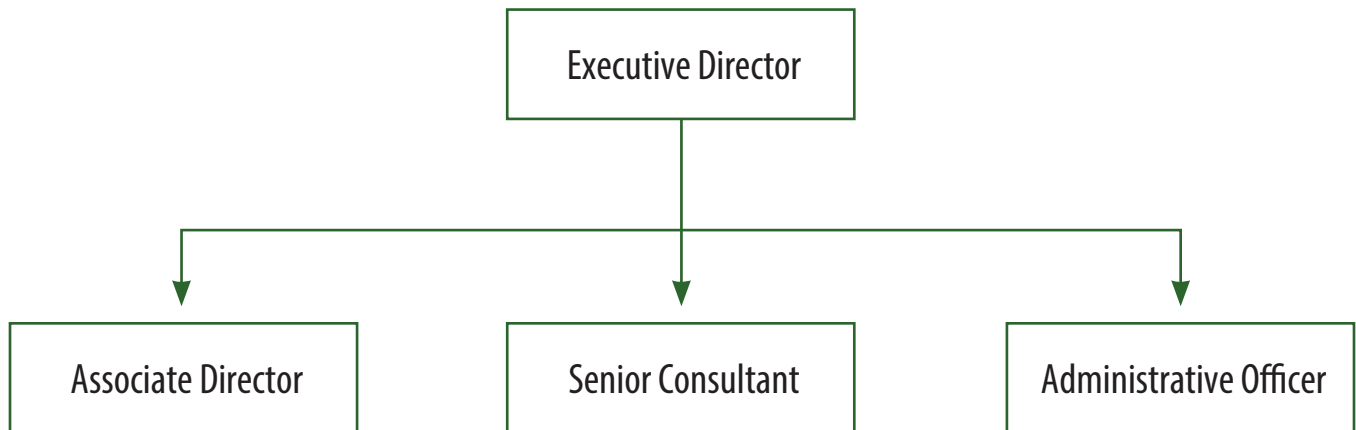 Executive Director
Associate Director
Senior Consultant
Administrative Officer